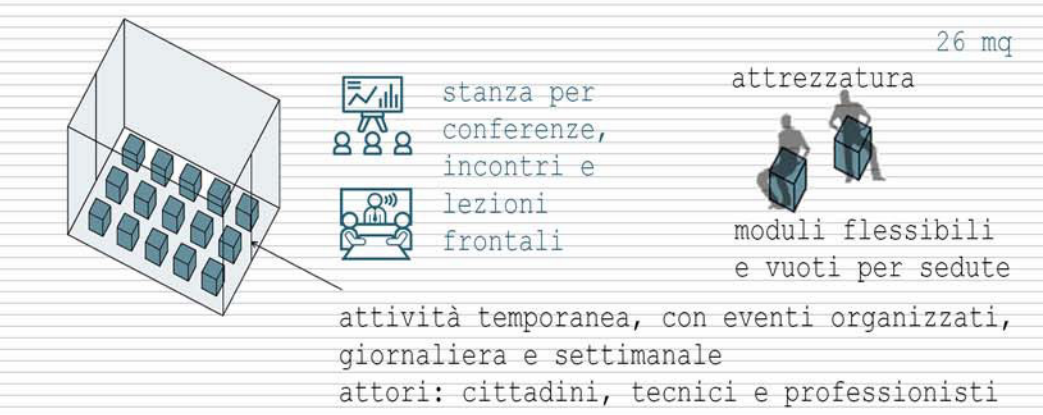 26 mq
stanza per
conferenze,
incontri e
lezioni
frontali
attrezzatura
moduli flessibili
e vuoti per sedute
attività temporanea, con eventi organizzati,
giornaliera e settimanale
attori: cittadini, tecnici e professionisti